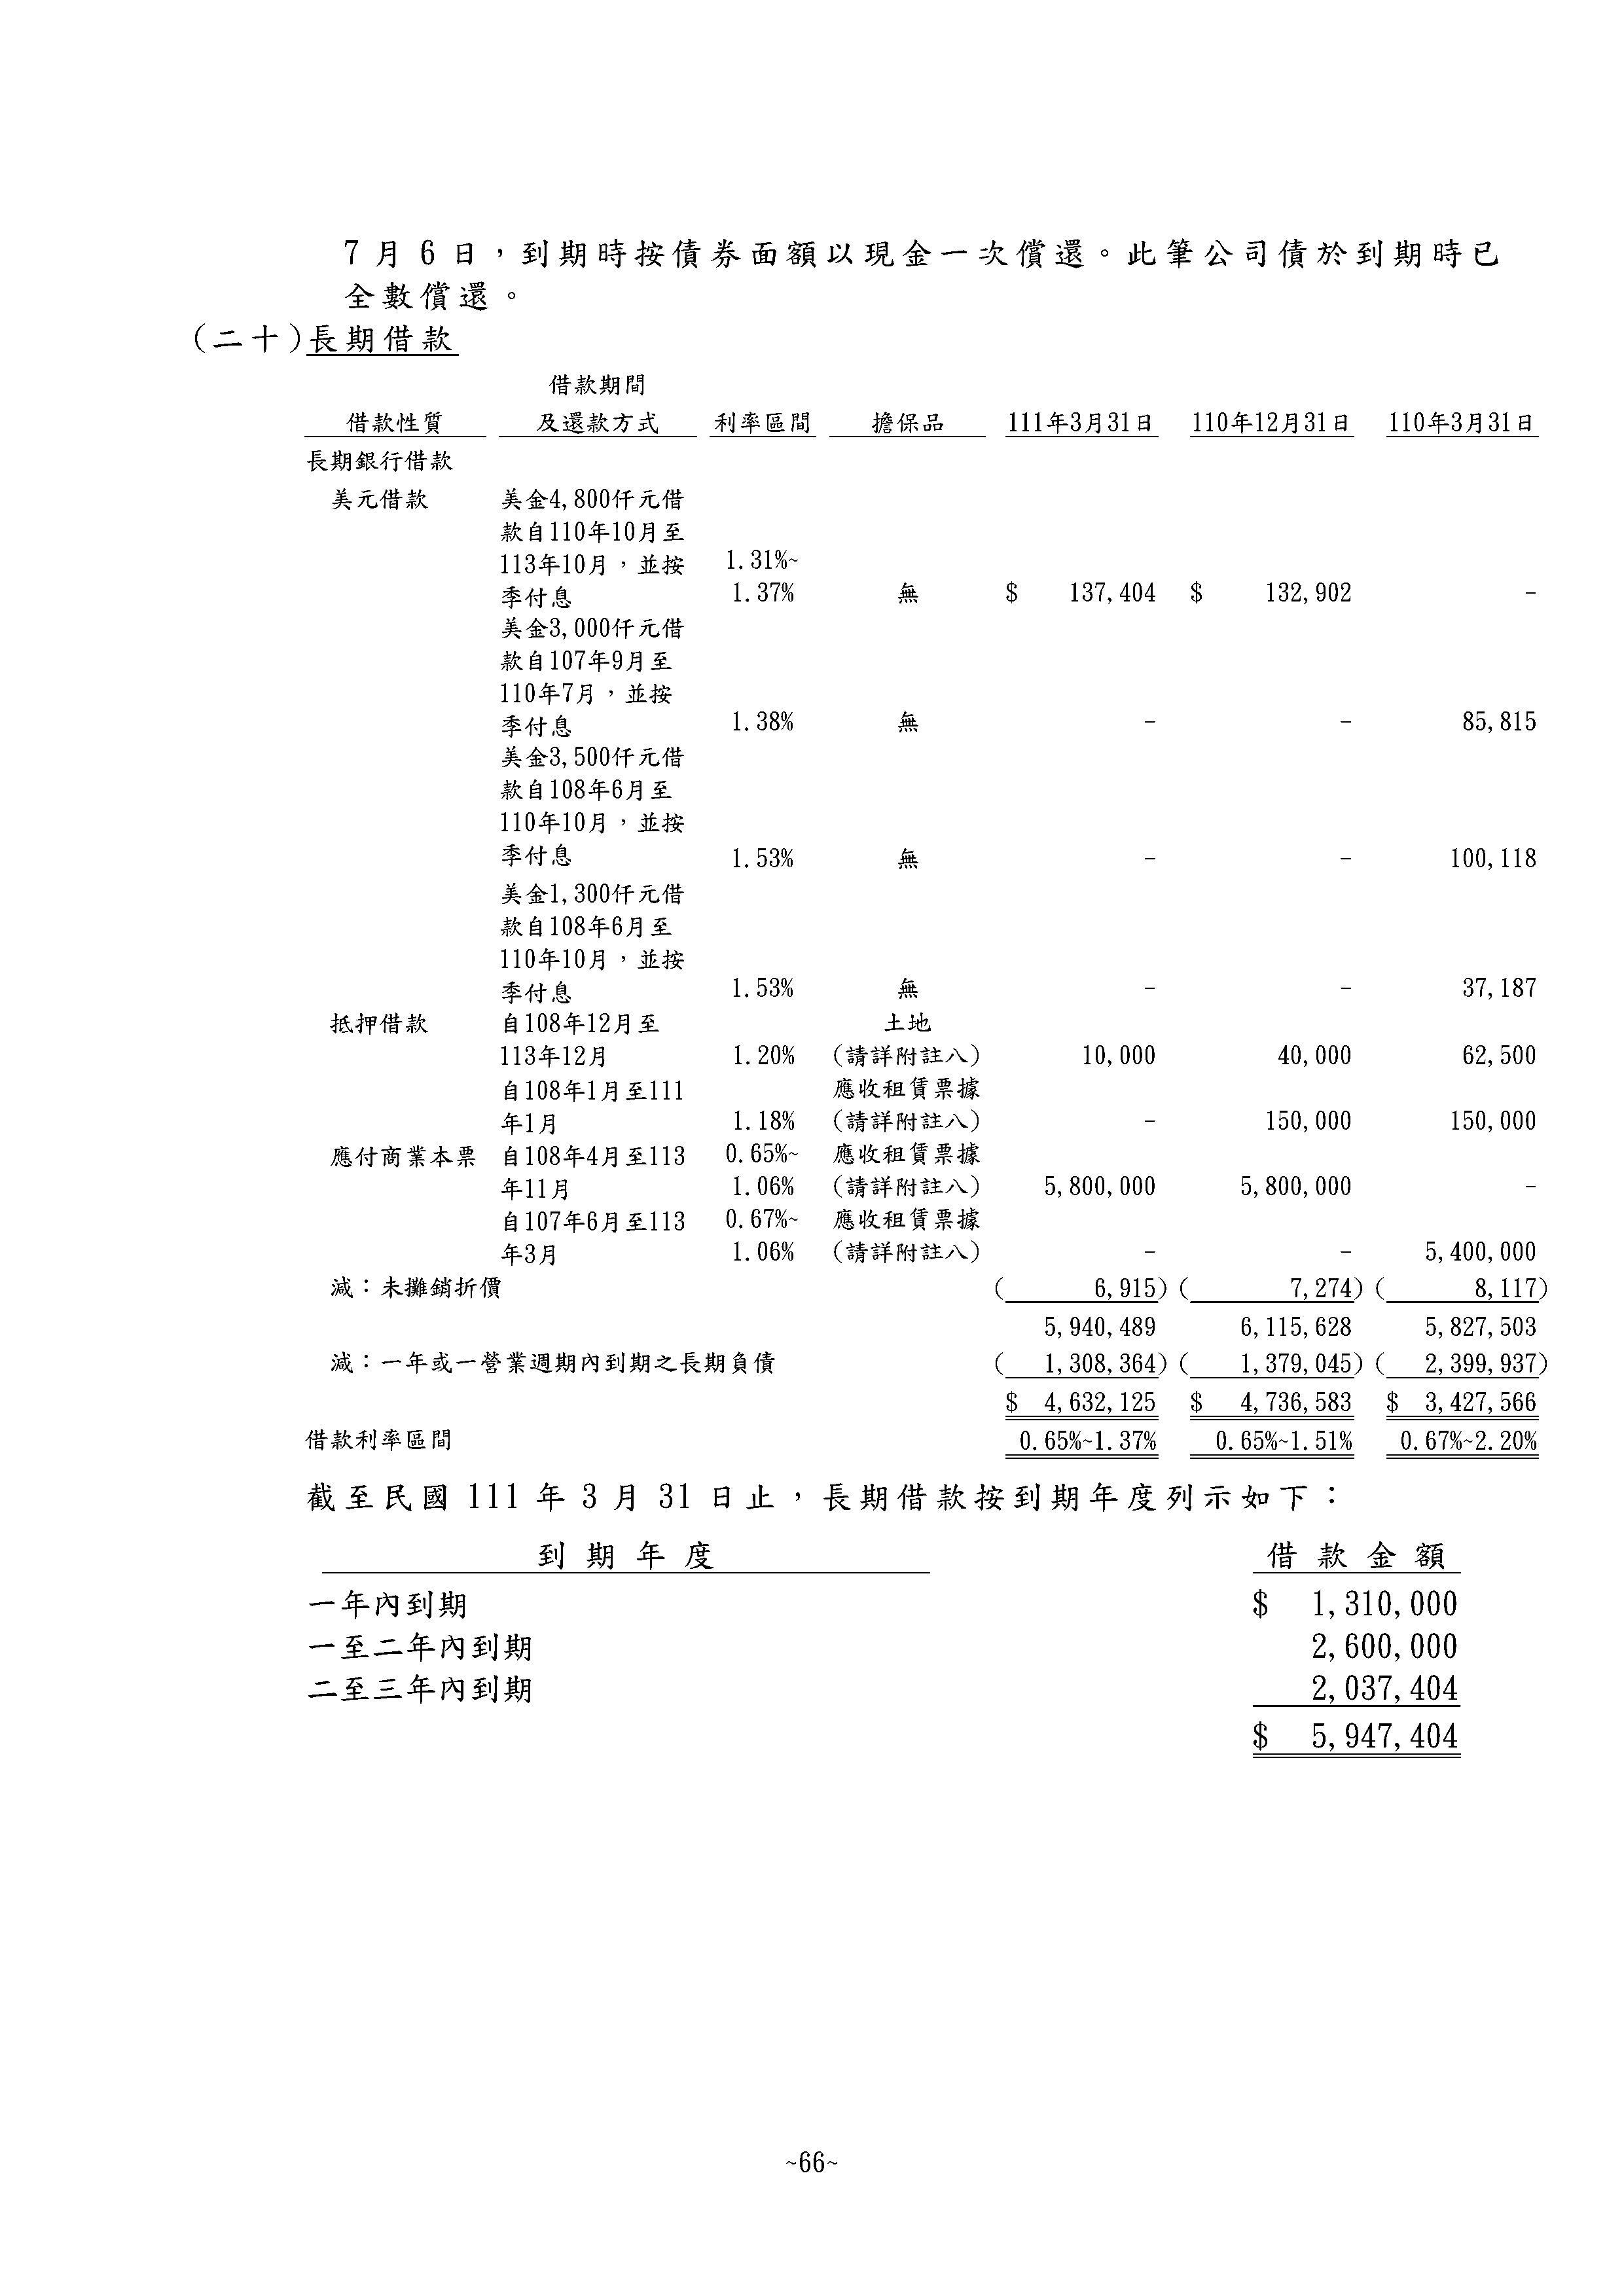 7 月 6 日，到期時按債券面額以現金一次償還。此筆公司債於到期時已
全數償還。
(二十)長期借款
借款期間
借款性質 及還款方式 利率區間 擔保品 111年3月31日 110年12月31日 110年3月31日
長期銀行借款
美元借款 美金4,800仟元借
款自110年10月至
113年10月，並按 1.31%~
季付息 1.37% 無 $ 137,404 $ 132,902 -
美金3,000仟元借
款自107年9月至
110年7月，並按
季付息 1.38% 無 - - 85,815
美金3,500仟元借
款自108年6月至
110年10月，並按
季付息 1.53% 無 - - 100,118
美金1,300仟元借
款自108年6月至
110年10月，並按
季付息 1.53% 無 - - 37,187
抵押借款 自108年12月至 土地
113年12月 1.20% (請詳附註八) 10,000 40,000 62,500
自108年1月至111 應收租賃票據
年1月 1.18% (請詳附註八) - 150,000 150,000
應付商業本票 自108年4月至113 0.65%~ 應收租賃票據
年11月 1.06% (請詳附註八) 5,800,000 5,800,000 -
自107年6月至113 0.67%~ 應收租賃票據
年3月 1.06% (請詳附註八) - - 5,400,000
減：未攤銷折價 ( 6,915) ( 7,274) ( 8,117)
5,940,489 6,115,628 5,827,503
減：一年或一營業週期內到期之長期負債 ( 1,308,364) ( 1,379,045) ( 2,399,937)
$ 4,632,125 $ 4,736,583 $ 3,427,566
借款利率區間 0.65%~1.37% 0.65%~1.51% 0.67%~2.20%
截至民國 111 年 3 月 31 日止，長期借款按到期年度列示如下：
到期年度 借款金額
一年內到期 $ 1,310,000
一至二年內到期 2,600,000
二至三年內到期 2,037,404
$ 5,947,404
~66~